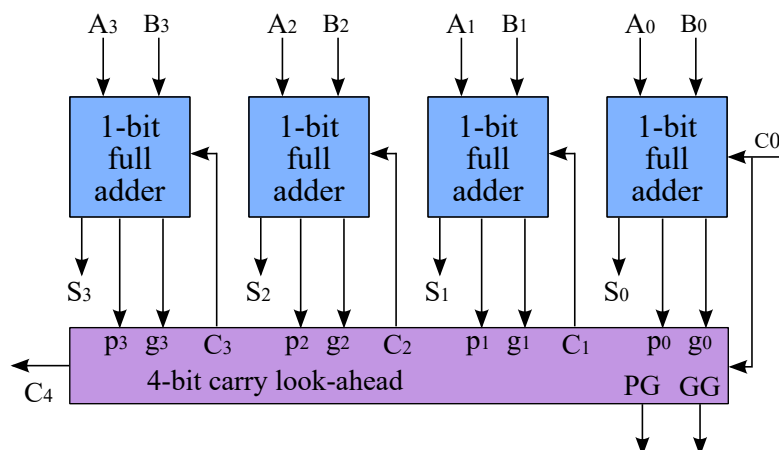 A3 B3 A2 B2 A1 B1 A0 B0
1-bit full adder
1-bit full adder
1-bit full adder
1-bit full adder
C0
S3 S2 S1 S0
p3 g3 C3 p2 g2 C2 p1 g1 C1 p0 g0
4-bit carry look-ahead
PG GG
C4